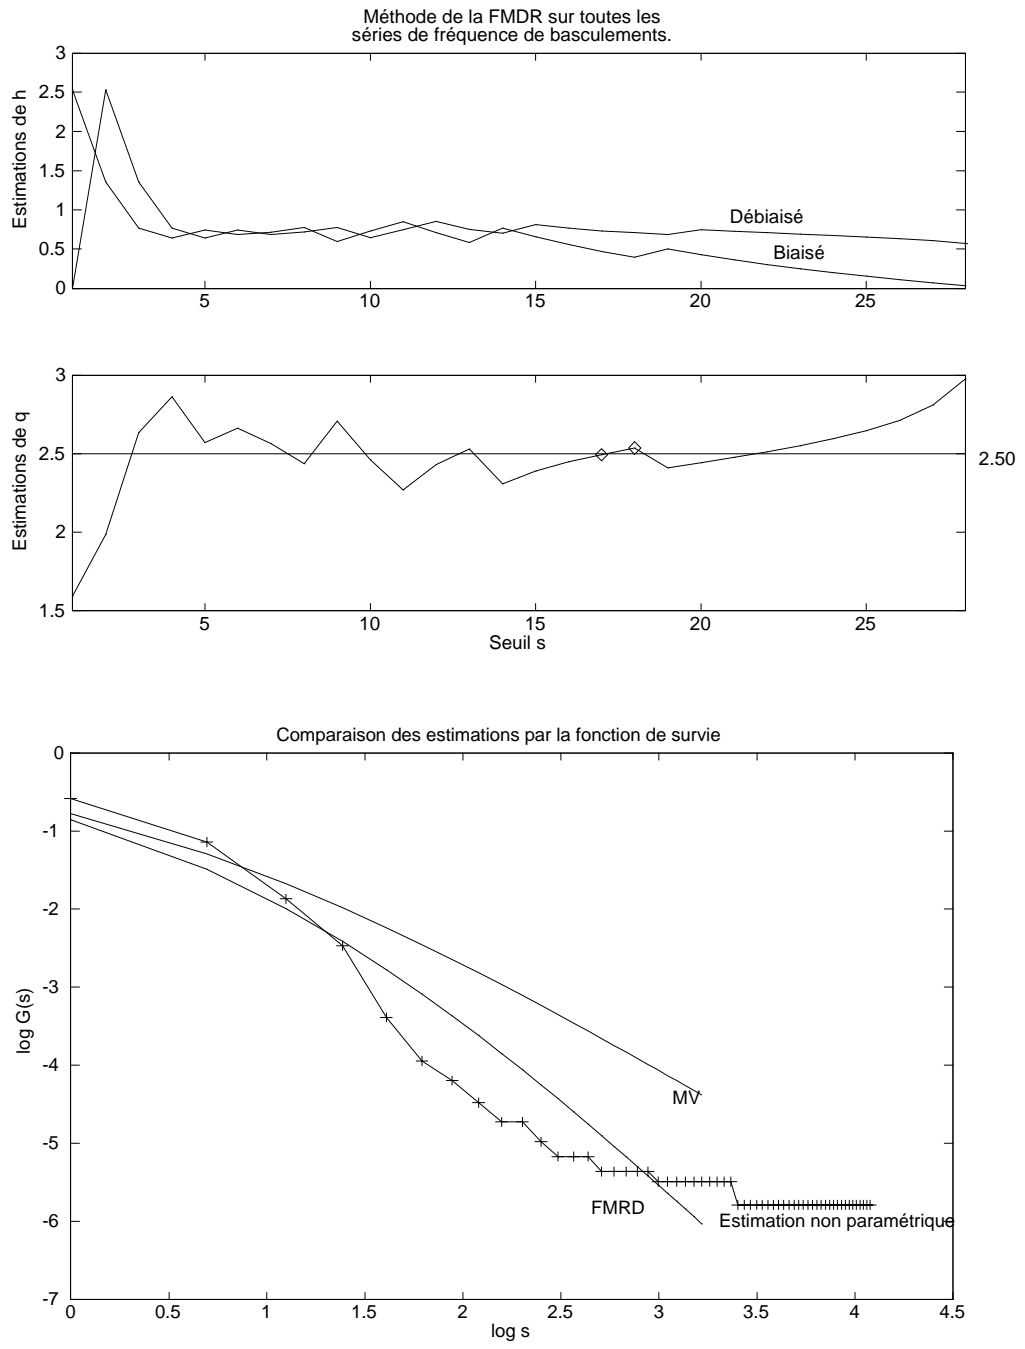 Méthode de la FMDR sur toutes les
séries de fréquence de basculements.
Estimations de h
3
2.5
2
1.5
1
0.5
0
Débiaisé
Biaisé
5 10 15 20 25
Estimations de q
3
2.5
2
1.5
2.50
5 10 15 20 25
Seuil s
Comparaison des estimations par la fonction de survie
log G(s)
0
-1
-2
-3
-4
-5
-6
-7
MV
FMRD
Estimation non paramétrique
0 0.5 1 1.5 2 2.5 3 3.5 4 4.5
log s